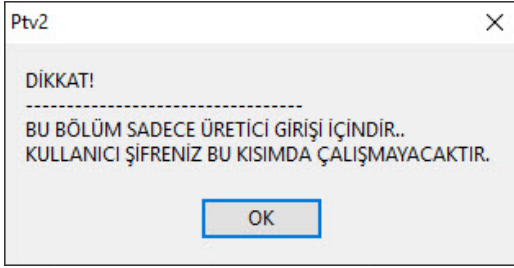 Ptv2
DİKKAT!
----------------------------------
BU BÖLÜM SADECE ÜRETİCİ GİRİŞİ İÇİNDİR..
KULLANICI ŞİFRENİZ BU KISIMDA ÇALIŞMAYACAKTIR.
OK